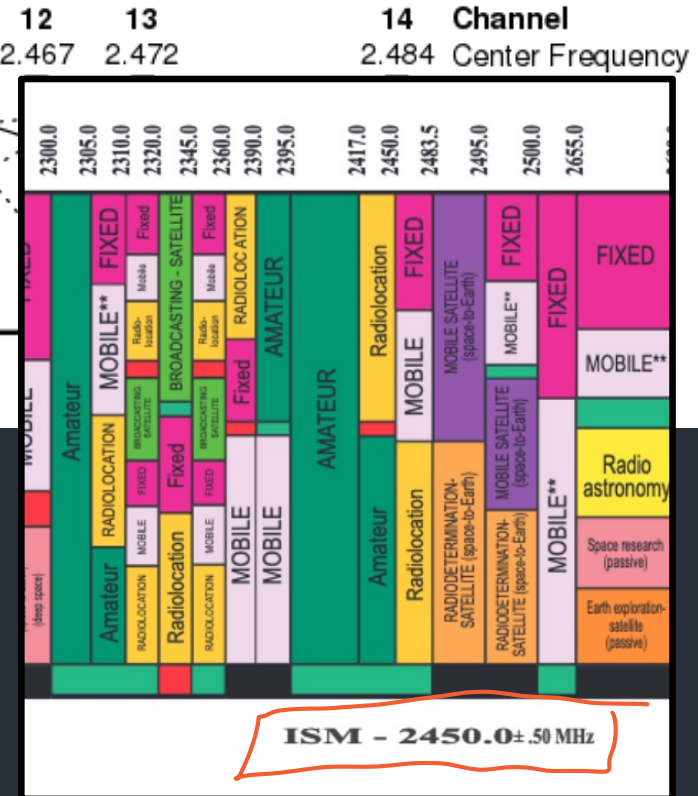 12 13 14 Channel
2.467 2.472 2.484 Center Frequency
2300.0
2305.0
2310.0
2320.0
2345.0
2360.0
2390.0
2395.0
2417.0
2450.0
2483.5
2495.0
2500.0
2655.0
Amateur
FIXED
MOBILE**
RADIOLOCATION
Amateur
Fixed
Mobile
Radio-
location
BROADCASTING
SATELLITE
FIXED
MOBILE
RADIOLOCATION
BROADCASTING - SATELLITE
Fixed
Radiolocation
Fixed
Mobile
Radio-
location
BROADCASTING
SATELLITE
FIXED
MOBILE
RADIOLOCATION
RADIOLOCATION
Fixed
MOBILE
AMATEUR
MOBILE
AMATEUR
Radiolocation
Amateur
FIXED
MOBILE
Radiolocation
MOBILE SATELLITE
(space-to-Earth)
RADIODETERMINATION-
SATELLITE (space-to-Earth)
FIXED
MOBILE**
MOBILE SATELLITE
(space-to-Earth)
RADIODETERMINATION-
SATELLITE (space-to-Earth)
FIXED
MOBILE**
FIXED
MOBILE**
Radio
astronomy
Space research
(passive)
Earth exploration-
satellite
(passive)
(deep space)
ISM – 2450.0± .50 MHz